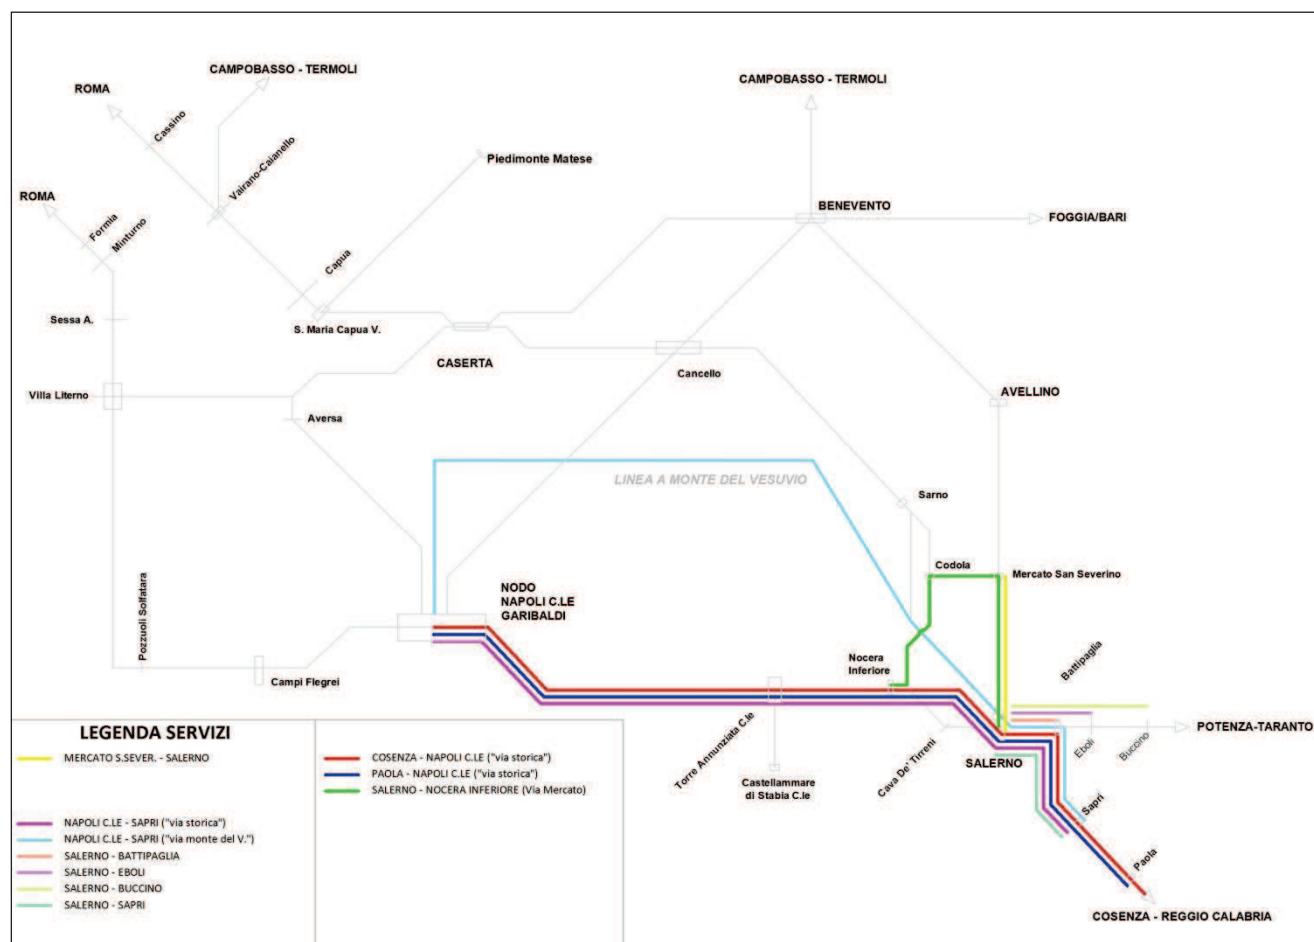 CAMPOBASSO - TERMOLI
ROMA
Cassino
Vairano-Caianello
Piedimonte Matese
CAMPOBASSO - TERMOLI
ROMA
Formia
Minturno
BENEVENTO
FOGGIA/BARI
Capua
Sessa A.
S. Maria Capua V.
CASERTA
Cancello
Villa Literno
Aversa
AVELLINO
LINEA A MONTE DEL VESUVIO
Sarno
Codola
Mercato San Severino
NODO
NAPOLI C.LE
GARIBALDI
Pozzuoli Solfatara
Campi Flegrei
Nocera
Inferiore
Battipaglia
POTENZA-TARANTO
Torre Annunziata C.le
Castellammare
di Stabia C.le
Cava De' Tirreni
SALERNO
Eboli
Buccino
Sapri
Paola
COSENZA - REGGIO CALABRIA
LEGENDA SERVIZI
MERCATO S.SEVER. - SALERNO
NAPOLI C.LE - SAPRI ("via storica")
NAPOLI C.LE - SAPRI ("via monte del V.")
SALERNO - BATTIPAGLIA
SALERNO - EBOLI
SALERNO - BUCCINO
SALERNO - SAPRI
COSENZA - NAPOLI C.LE ("via storica")
PAOLA - NAPOLI C.LE ("via storica")
SALERNO - NOCERA INFERIORE (Via Mercato)